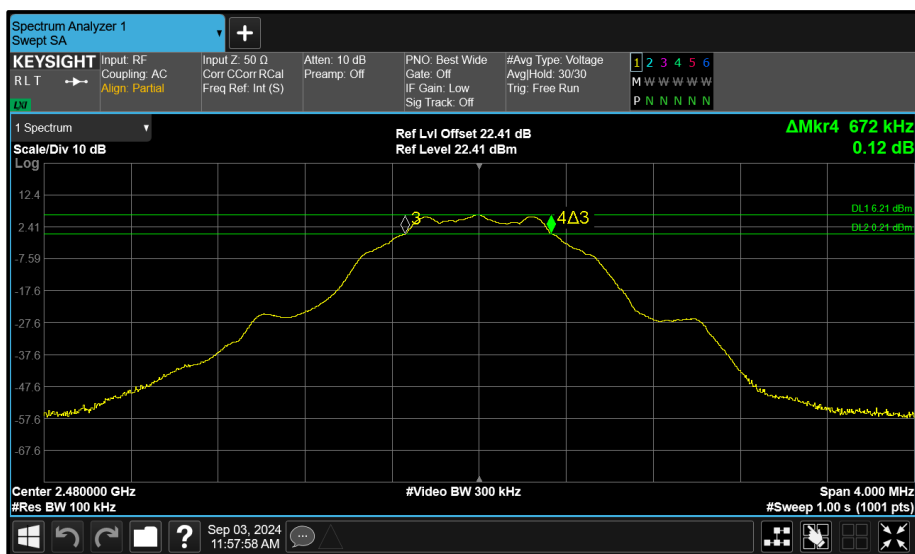 Spectrum Analyzer 1
Swept SA
+
KEYSIGHT
RLT
LXI
Input: RF
Coupling: AC
Align: Partial
Input Z: 50 Ω
Corr CCorr RCal
Freq Ref: Int (S)
Atten: 10 dB
Preamp: Off
PNO: Best Wide
Gate: Off
IF Gain: Low
Sig Track: Off
#Avg Type: Voltage
Avg|Hold: 30/30
Trig: Free Run
1 2 3 4 5 6
M W W W W W
P N N N N N
1 Spectrum
Scale/Div 10 dB
Log
Ref Lvl Offset 22.41 dB
Ref Level 22.41 dBm
ΔMkr4 672 kHz
0.12 dB
12.4
2.41
-7.59
-17.6
-27.6
-37.6
-47.6
-57.6
-67.6
3
4Δ3
DL1 6.21 dBm
DL2 0.21 dBm
Center 2.480000 GHz
#Res BW 100 kHz
#Video BW 300 kHz
Span 4.000 MHz
#Sweep 1.00 s (1001 pts)
?
Sep 03, 2024
11:57:58 AM